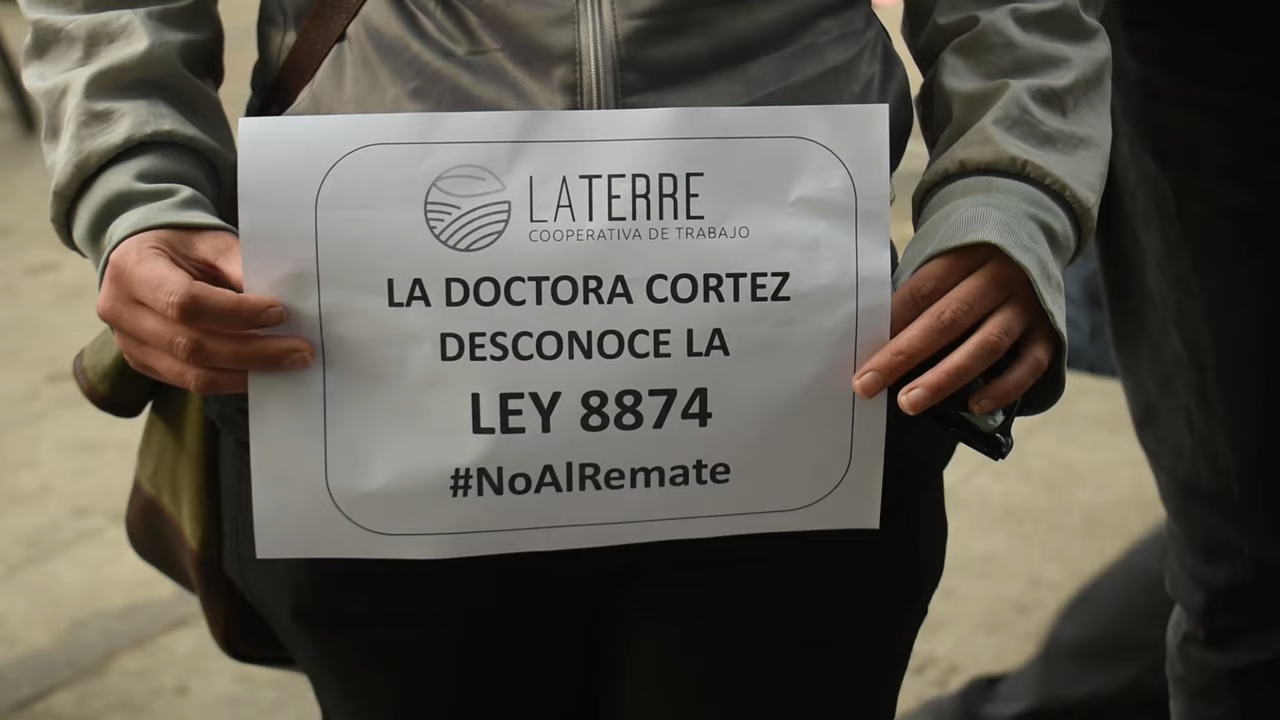 LATERRE
COOPERATIVA DE TRABAJO
LA DOCTORA CORTEZ
DESCONOCE LA
LEY 8874
#NoAlRemate